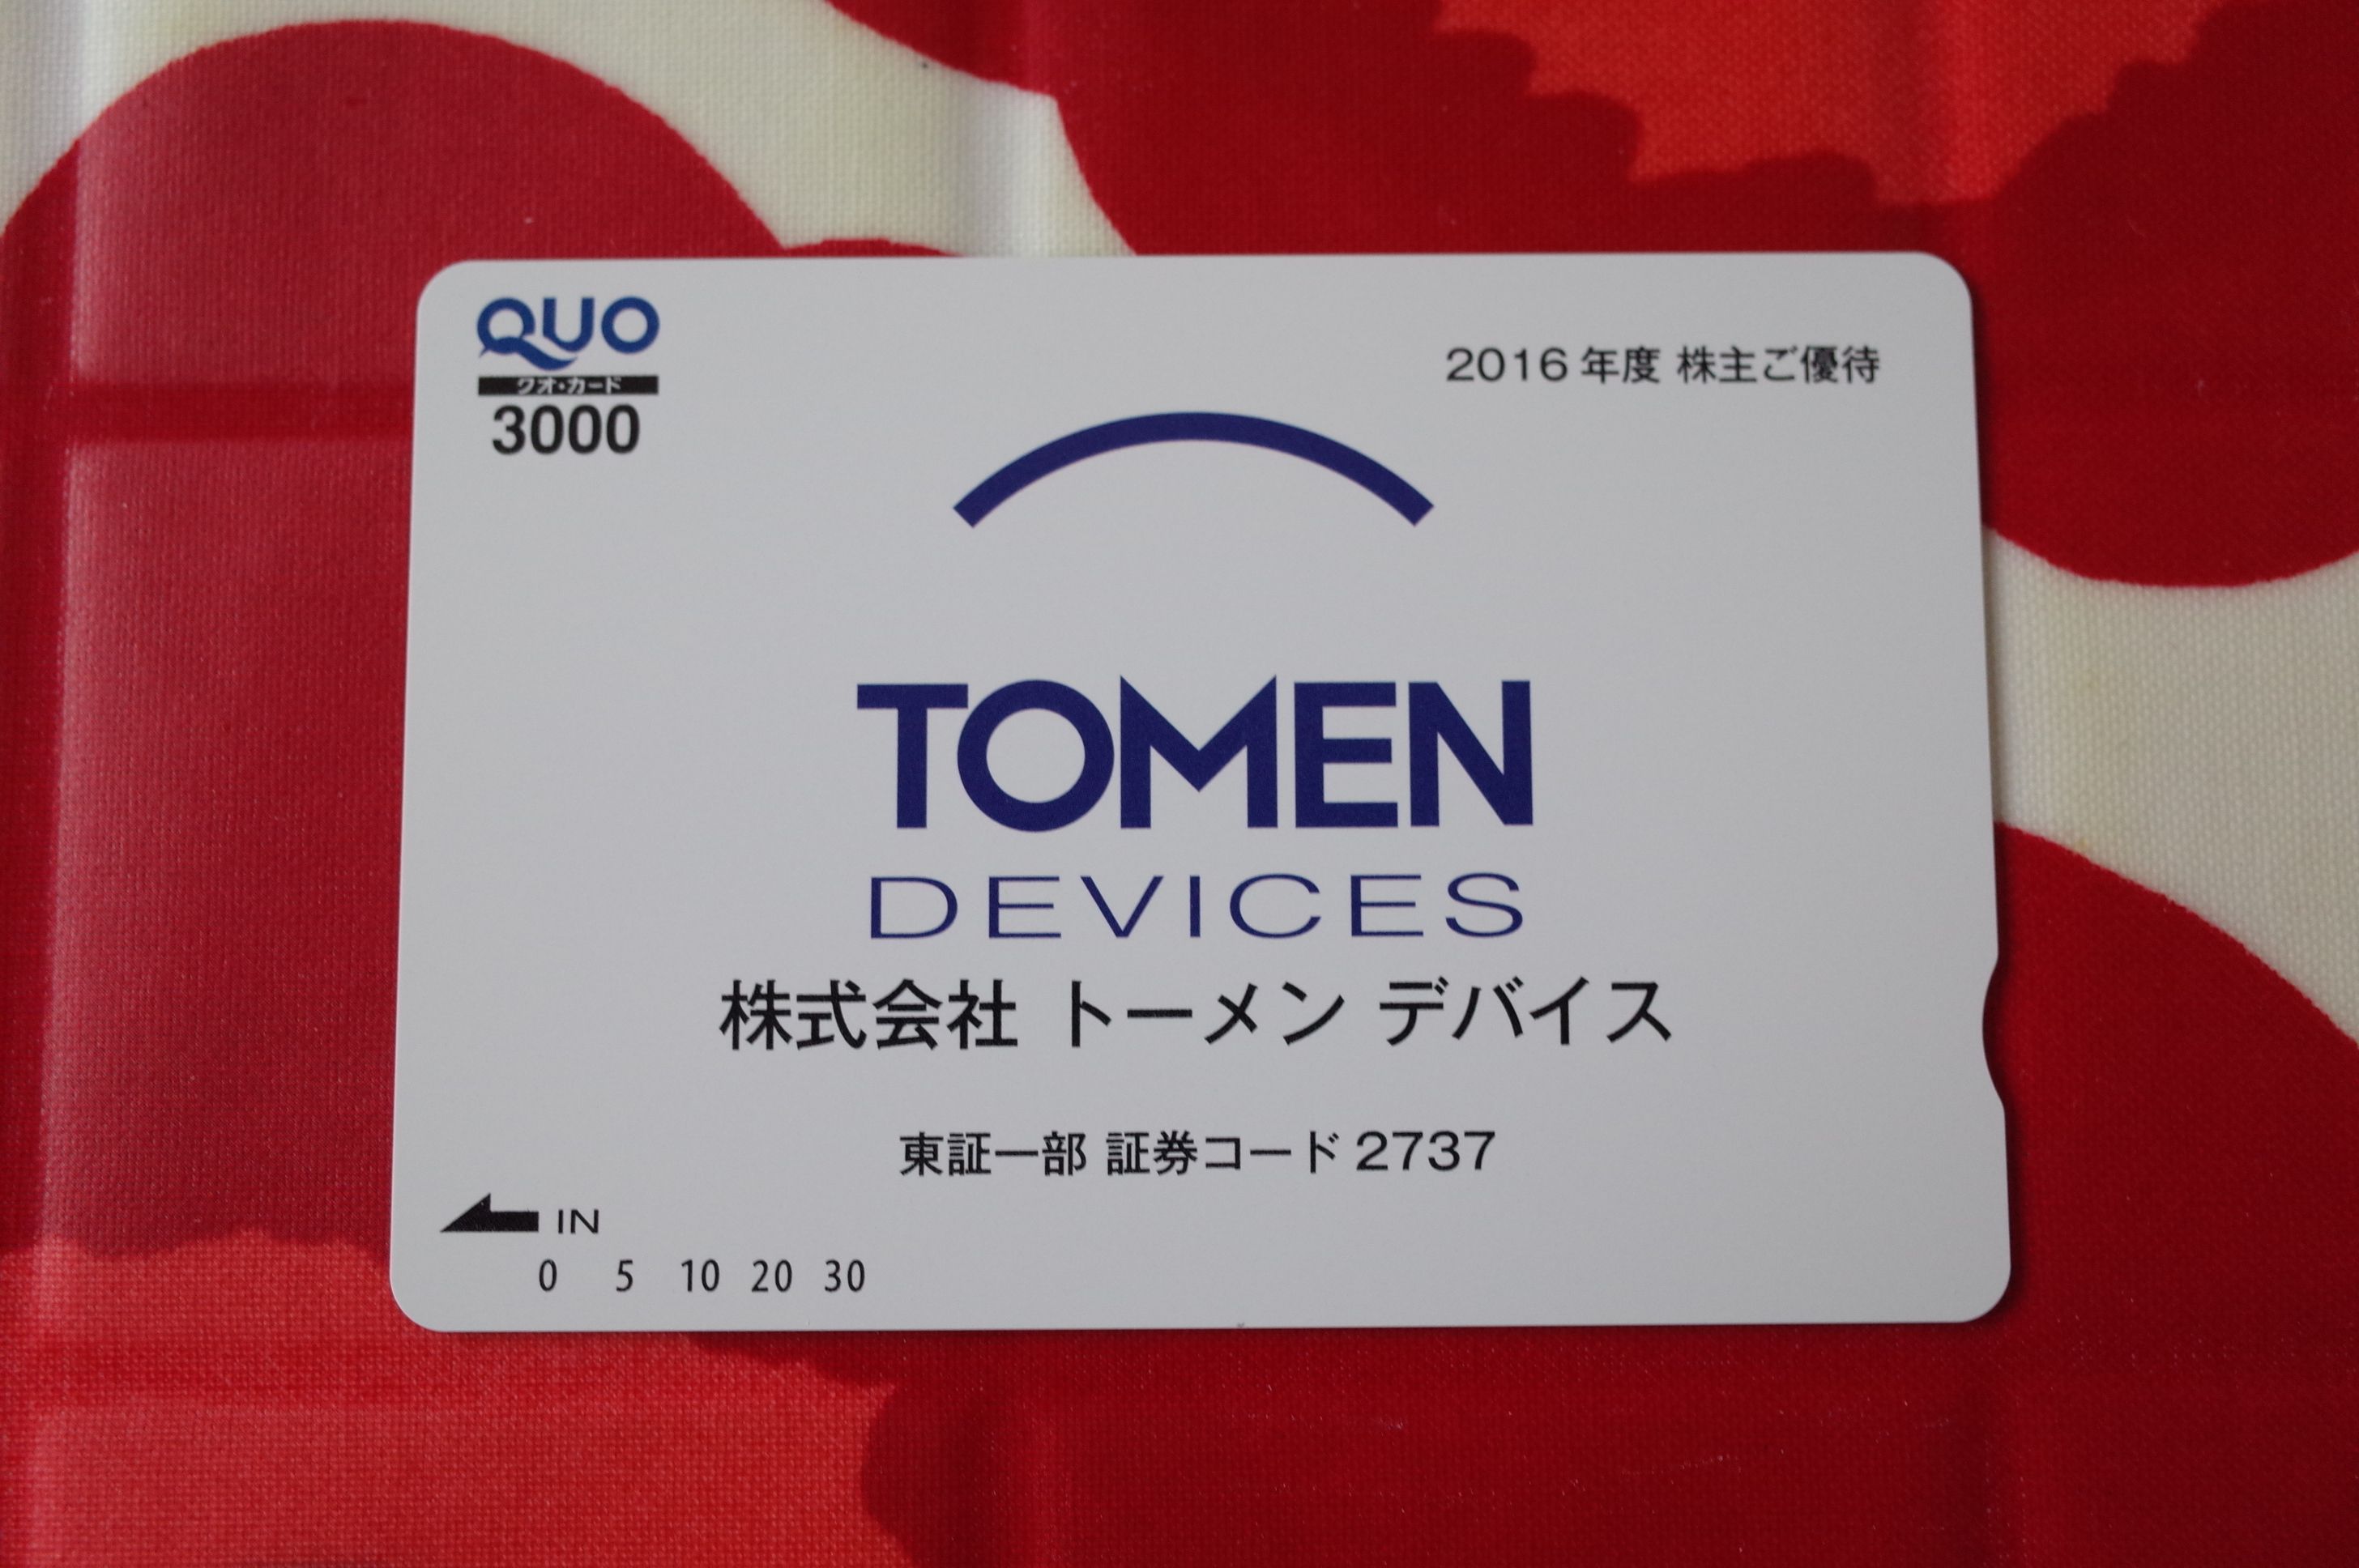 QUO
クオ・カード
3000
2016年度 株主ご優待
TOMEN
DEVICES
株式会社 トーメン デバイス
東証一部 証券コード 2737
IN
0 5 10 20 30